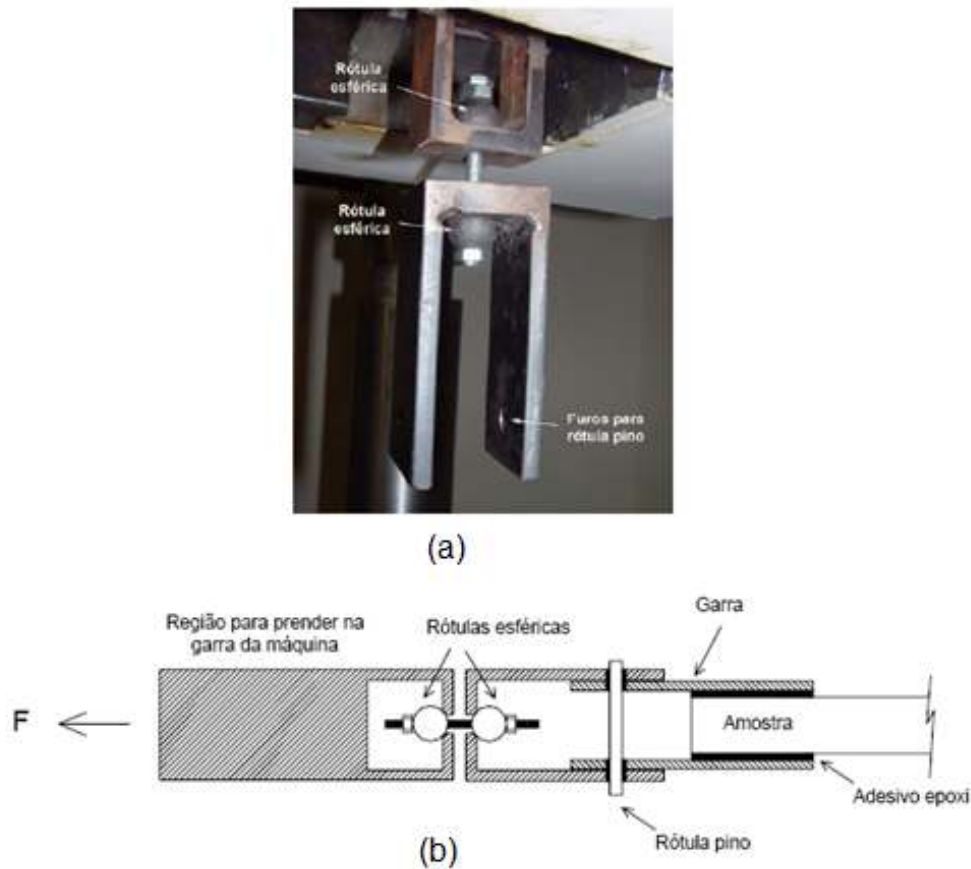 Rótula
esférica
Rótula
esférica
Furos para
rótula pino
(a)
Região para prender na
garra da máquina
Rótulas esféricas
Garra
F
Amostra
Adesivo epoxi
Rótula pino
(b)